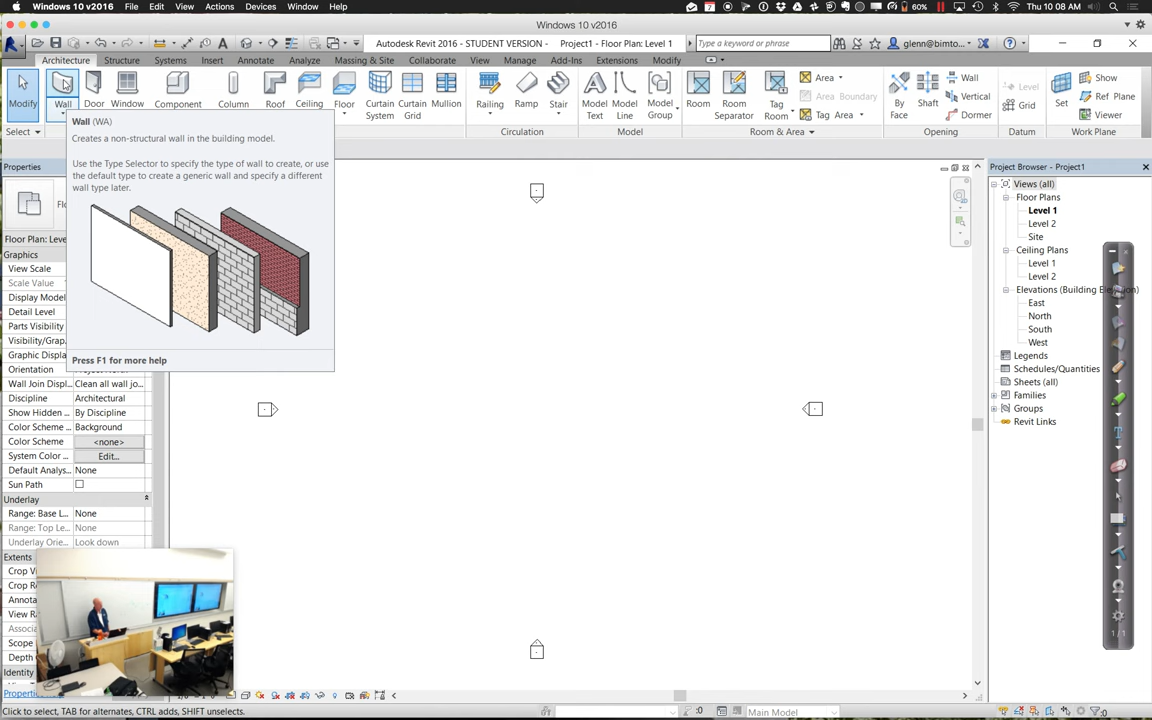 Windows 10 v2016 File Edit View Actions Devices Window Help 60% Thu 10 08 AM
Windows 10 v2016
Autodesk Revit 2016 - STUDENT VERSION - Project1 - Floor Plan: Level 1 Type a keyword or phrase glenn@bimto...
Architecture Structure Systems Insert Annotate Analyze Massing & Site Collaborate View Manage Add-Ins Extensions Modify
Modify Wall Door Window Component Column Roof Ceiling Floor Curtain System Curtain Grid Mullion Railing Ramp Stair Model Text Model Line Model Group Room Room Separator Tag Room Area Area Boundary Tag Area By Face Shaft Wall Vertical Dormer Level Grid Set Show Ref Plane Viewer
Select Circulation Model Room & Area Opening Datum Work Plane
Wall (WA)
Creates a non-structural wall in the building model.
Use the Type Selector to specify the type of wall to create, or use
the default type to create a generic wall and specify a different
wall type later.
Press F1 for more help
Properties
Floor Plan: Leve
Graphics
View Scale
Scale Value
Display Model
Detail Level
Parts Visibility
Visibility/Grap.
Graphic Display
Orientation
Wall Join Displ... Clean all wall jo...
Discipline Architectural
Show Hidden ... By Discipline
Color Scheme ... Background
Color Scheme <none>
System Color ... Edit...
Default Analys... None
Sun Path
Underlay
Range: Base L... None
Range: Top Le... None
Underlay Orie... Look down
Extents
Crop Vi
Crop Re
Annota
View Ra
Associa
Scope
Depth
Identity
Project Browser - Project1
Views (all)
Floor Plans
Level 1
Level 2
Site
Ceiling Plans
Level 1
Level 2
Elevations (Building Elevation)
East
North
South
West
Legends
Schedules/Quantities
Sheets (all)
Families
Groups
Revit Links
1/1
Click to select, TAB for alternates, CTRL adds, SHIFT unselects. :0 Main Model :0